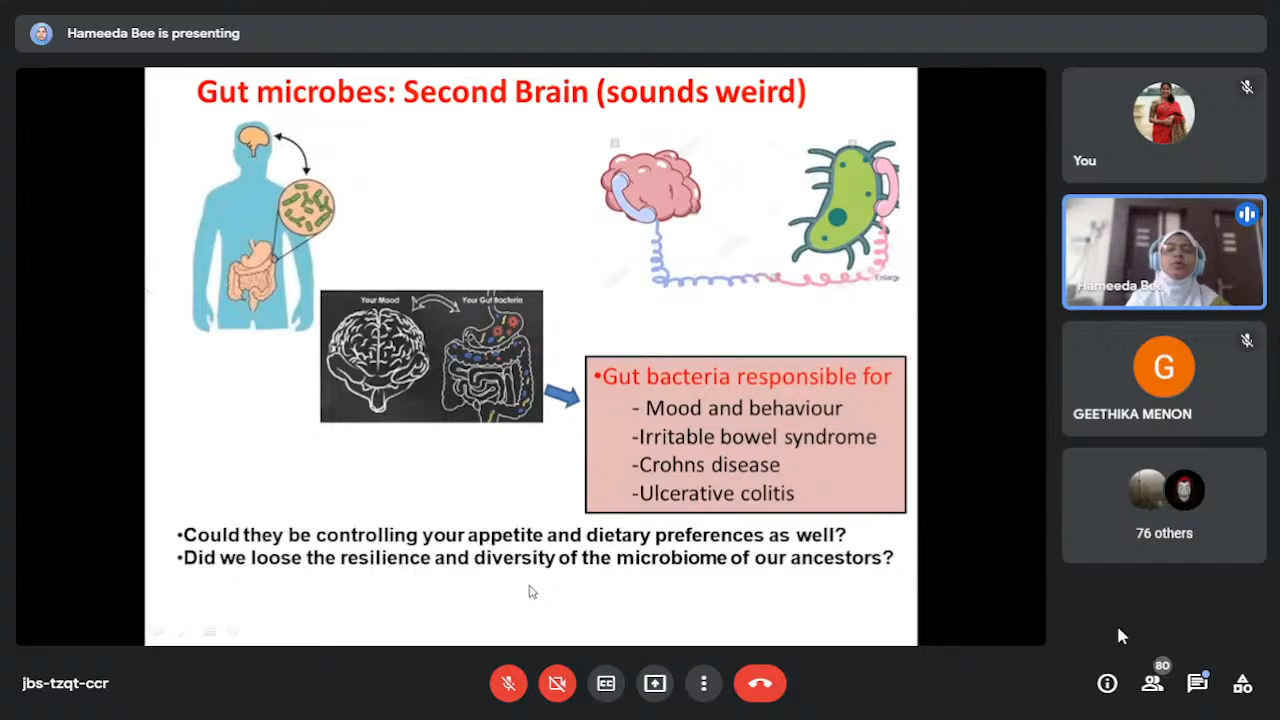 Hameeda Bee is presenting
Gut microbes: Second Brain (sounds weird)
Enlarge
Your Mood
Your Gut Bacteria
•Gut bacteria responsible for
- Mood and behaviour
-Irritable bowel syndrome
-Crohns disease
-Ulcerative colitis
•Could they be controlling your appetite and dietary preferences as well?
•Did we loose the resilience and diversity of the microbiome of our ancestors?
You
Hameeda Bee
G
GEETHIKA MENON
76 others
jbs-tzqt-ccr
CC
80